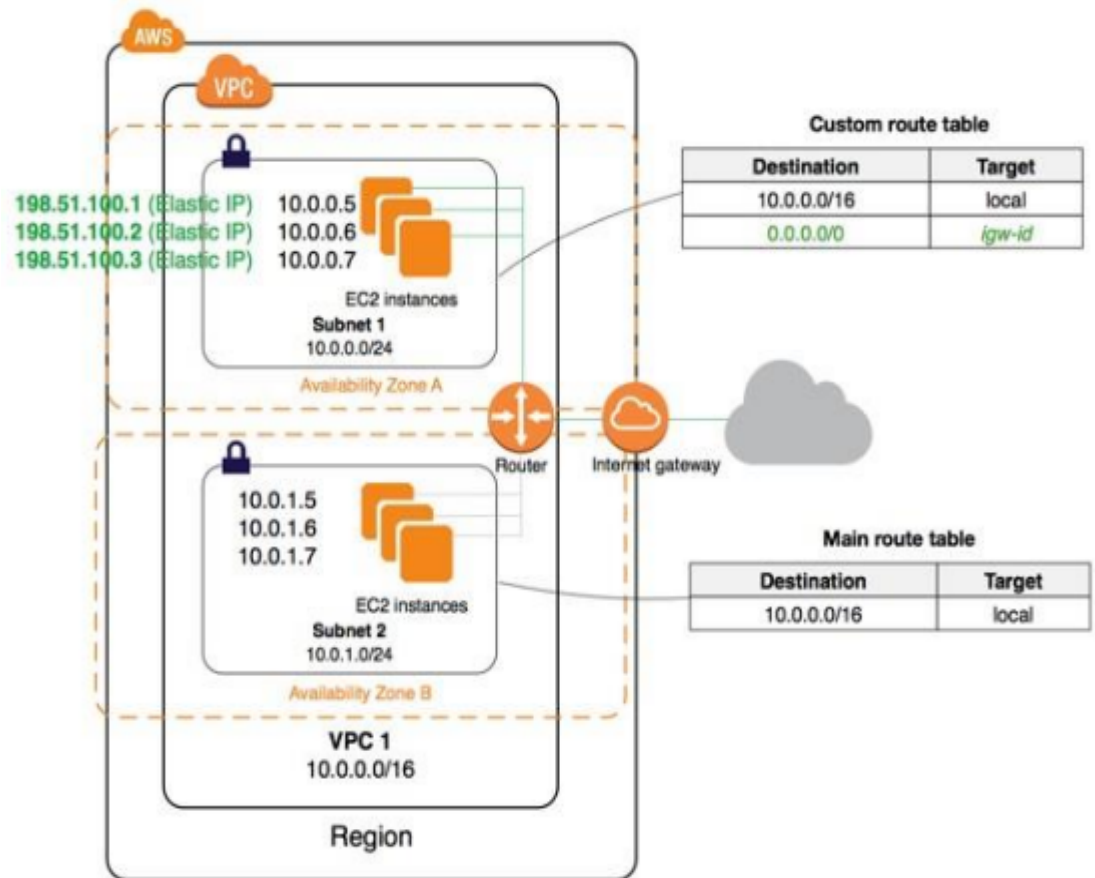 AWS
VPC
Custom route table
Destination Target
10.0.0.0/16 local
0.0.0.0/0 igw-id
198.51.100.1 (Elastic IP) 10.0.0.5
198.51.100.2 (Elastic IP) 10.0.0.6
198.51.100.3 (Elastic IP) 10.0.0.7
EC2 instances
Subnet 1
10.0.0.0/24
Availability Zone A
Router
Internet gateway
10.0.1.5
10.0.1.6
10.0.1.7
EC2 instances
Subnet 2
10.0.1.0/24
Availability Zone B
Main route table
Destination Target
10.0.0.0/16 local
VPC 1
10.0.0.0/16
Region